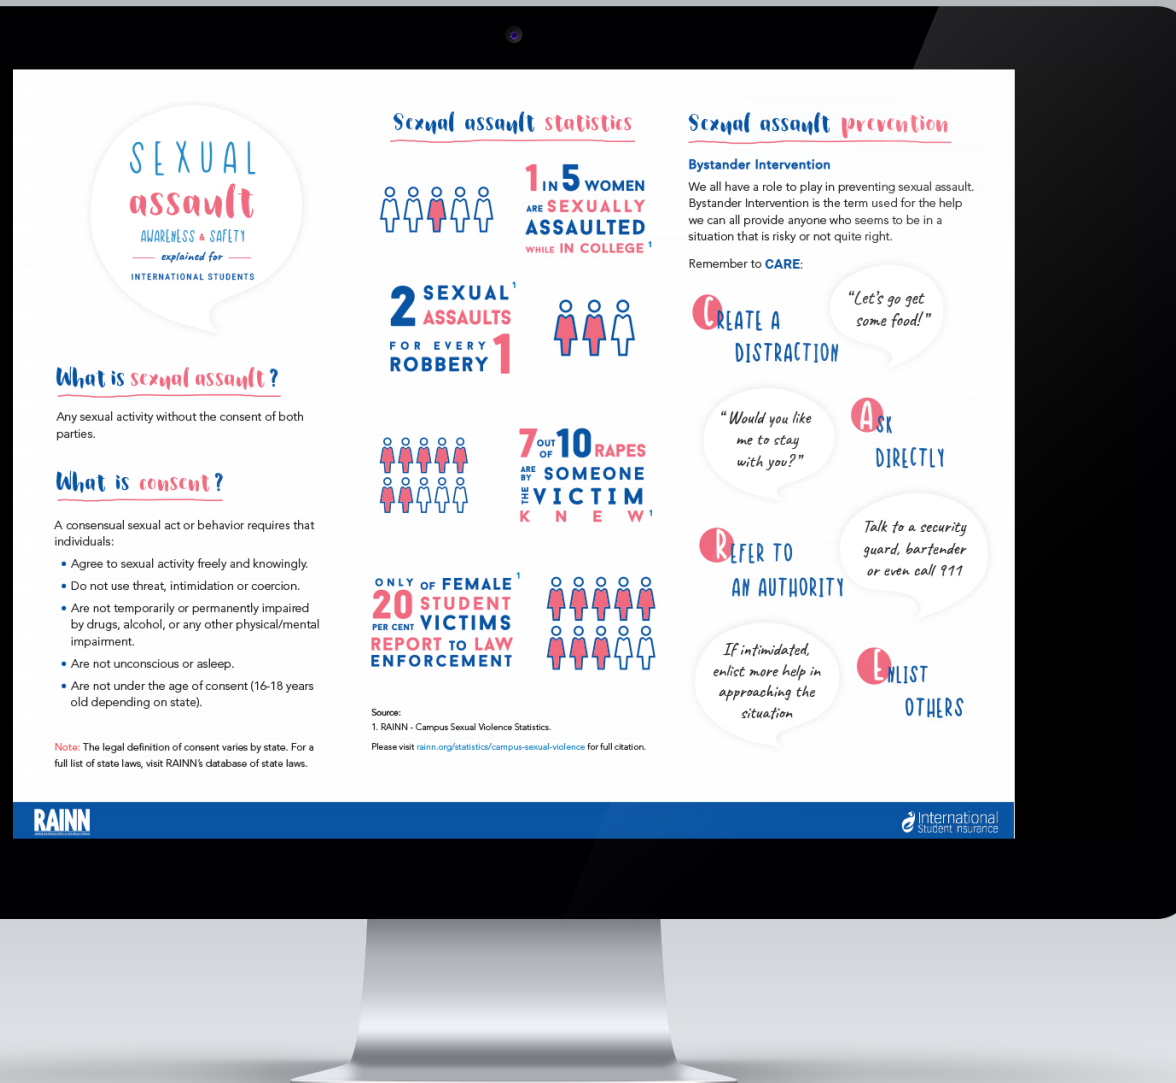 SEXUAL
assault
AWARENESS & SAFETY
explained for
INTERNATIONAL STUDENTS
What is sexual assault?
Any sexual activity without the consent of both
parties.
What is consent?
A consensual sexual act or behavior requires that
individuals:
• Agree to sexual activity freely and knowingly.
• Do not use threat, intimidation or coercion.
• Are not temporarily or permanently impaired
by drugs, alcohol, or any other physical/mental
impairment.
• Are not unconscious or asleep.
• Are not under the age of consent (16-18 years
old depending on state).
Note: The legal definition of consent varies by state. For a
full list of state laws, visit RAINN's database of state laws.
Sexual assault statistics
1 IN 5 WOMEN
ARE SEXUALLY
ASSAULTED
WHILE IN COLLEGE 1
2 SEXUAL 1
ASSAULTS
FOR EVERY 1
ROBBERY
7 OUT OF 10 RAPES
ARE BY SOMEONE
THE VICTIM
KNEW 1
ONLY OF FEMALE 1
20 STUDENT
PER CENT VICTIMS
REPORT TO LAW
ENFORCEMENT
Source:
1. RAINN - Campus Sexual Violence Statistics.
Please visit rainn.org/statistics/campus-sexual-violence for full citation.
Sexual assault prevention
Bystander Intervention
We all have a role to play in preventing sexual assault.
Bystander Intervention is the term used for the help
we can all provide anyone who seems to be in a
situation that is risky or not quite right.
Remember to CARE:
CREATE A
DISTRACTION
"Let's go get
some food!"
"Would you like
me to stay
with you?"
ASK
DIRECTLY
REFER TO
AN AUTHORITY
Talk to a security
guard, bartender
or even call 911
If intimidated,
enlist more help in
approaching the
situation
ENLIST
OTHERS
RAINN
International
Student Insurance